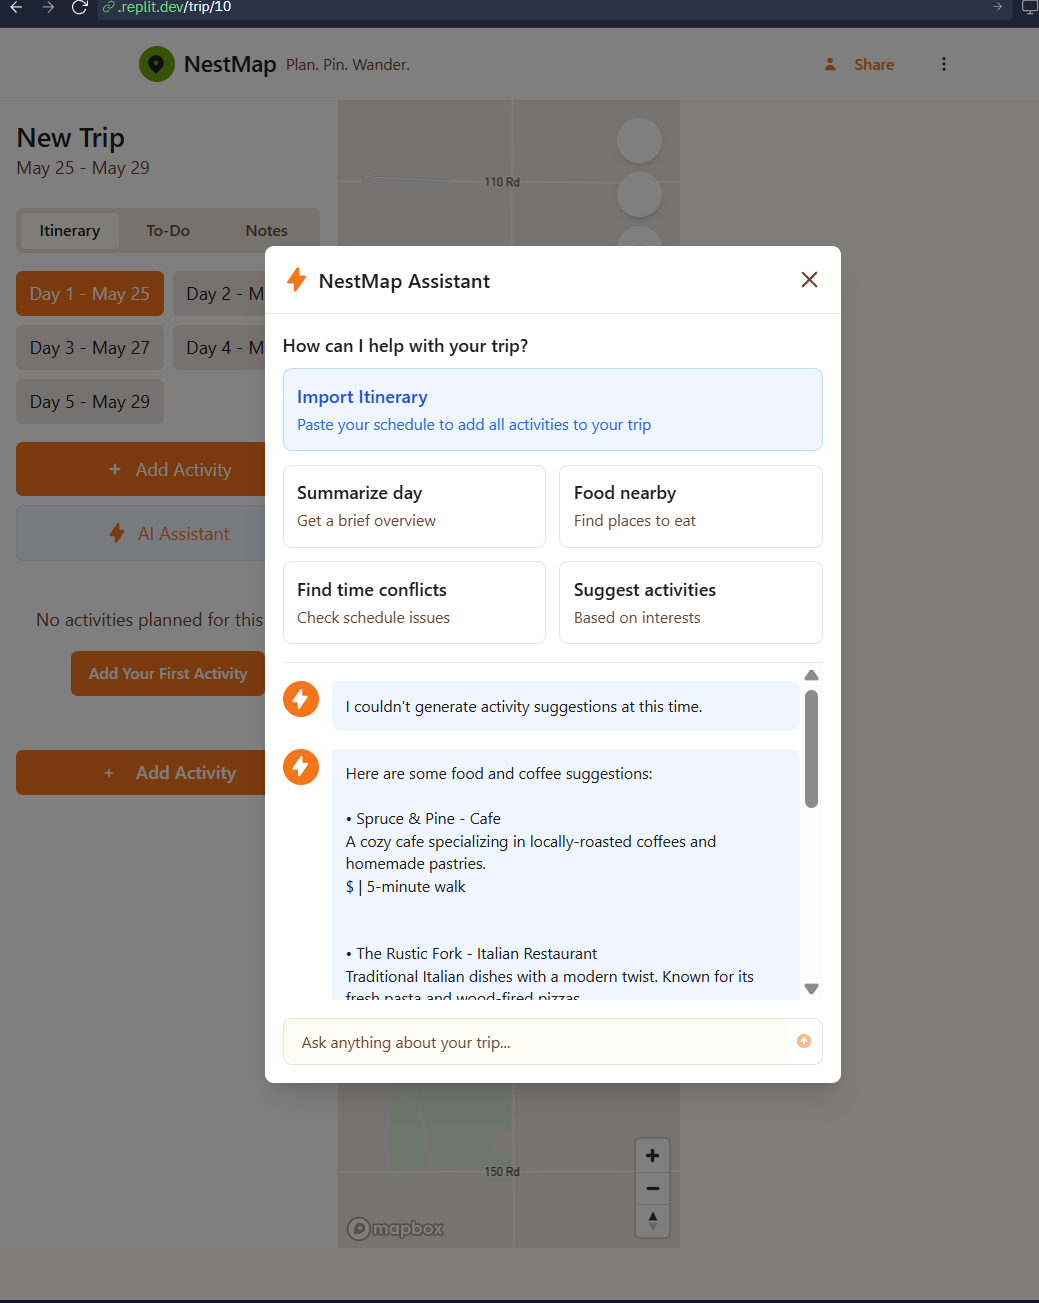 .replit.dev/trip/10
NestMap Plan. Pin. Wander.
Share
New Trip
May 25 - May 29
110 Rd
Itinerary To-Do Notes
Day 1 - May 25 Day 2 - M
Day 3 - May 27 Day 4 - M
Day 5 - May 29
+ Add Activity
AI Assistant
No activities planned for this
Add Your First Activity
+ Add Activity
NestMap Assistant
How can I help with your trip?
Import Itinerary
Paste your schedule to add all activities to your trip
Summarize day
Get a brief overview
Food nearby
Find places to eat
Find time conflicts
Check schedule issues
Suggest activities
Based on interests
I couldn't generate activity suggestions at this time.
Here are some food and coffee suggestions:
• Spruce & Pine - Cafe
A cozy cafe specializing in locally-roasted coffees and
homemade pastries.
$ | 5-minute walk
• The Rustic Fork - Italian Restaurant
Traditional Italian dishes with a modern twist. Known for its
fresh pasta and wood-fired pizzas
Ask anything about your trip...
150 Rd
mapbox